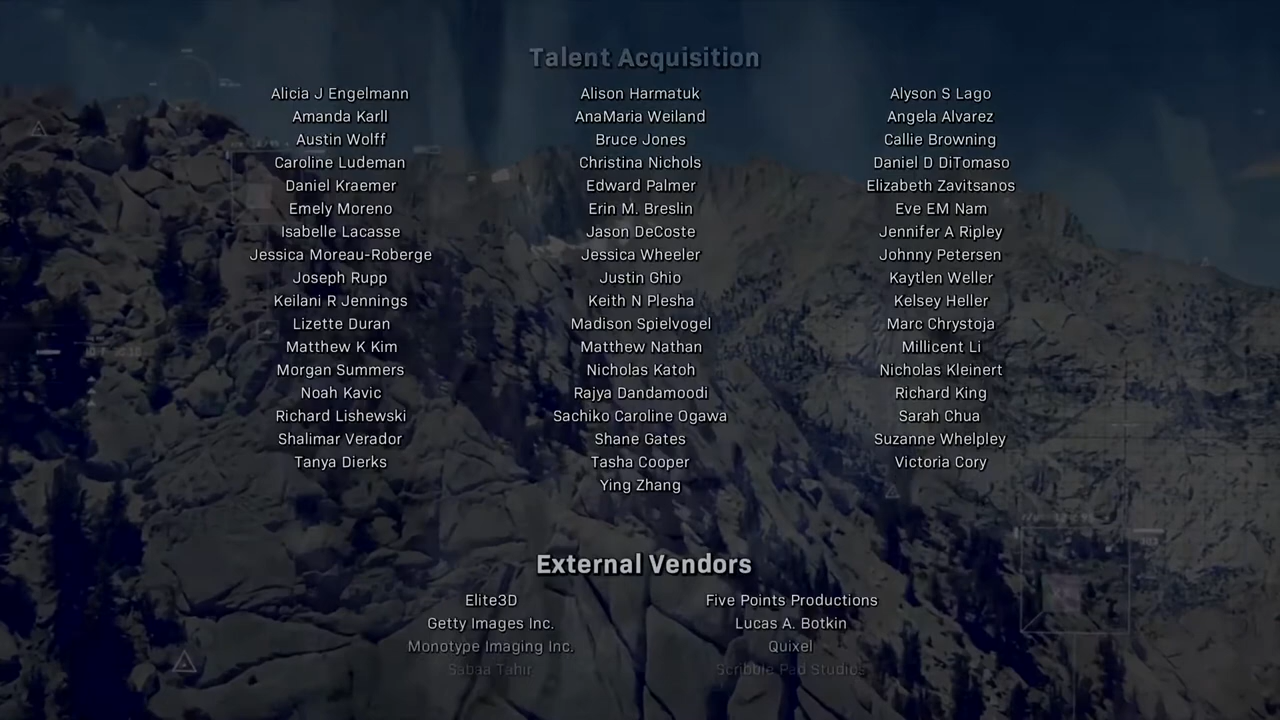 Talent Acquisition
Alicia J Engelmann Alison Harmatuk Alyson S Lago
Amanda Karll AnaMaria Weiland Angela Alvarez
Austin Wolff Bruce Jones Callie Browning
Caroline Ludeman Christina Nichols Daniel D DiTomaso
Daniel Kraemer Edward Palmer Elizabeth Zavitsanos
Emely Moreno Erin M. Breslin Eve EM Nam
Isabelle Lacasse Jason DeCoste Jennifer A Ripley
Jessica Moreau-Roberge Jessica Wheeler Johnny Petersen
Joseph Rupp Justin Ghio Kaytlen Weller
Keilani R Jennings Keith N Plesha Kelsey Heller
Lizette Duran Madison Spielvogel Marc Chrystoja
Matthew K Kim Matthew Nathan Millicent Li
Morgan Summers Nicholas Katoh Nicholas Kleinert
Noah Kavic Rajya Dandamoodi Richard King
Richard Lishewski Sachiko Caroline Ogawa Sarah Chua
Shalimar Verador Shane Gates Suzanne Whelpley
Tanya Dierks Tasha Cooper Victoria Cory
Ying Zhang
External Vendors
Elite3D Five Points Productions
Getty Images Inc. Lucas A. Botkin
Monotype Imaging Inc. Quixel
Sabaa Tahir Scribble Pad Studios